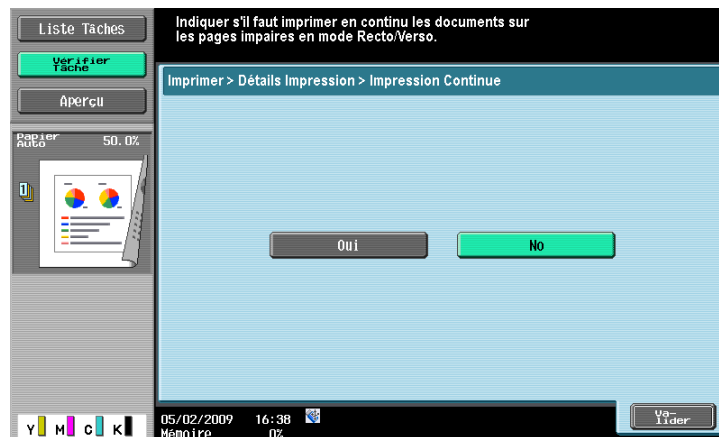 Liste Tâches
Indiquer s'il faut imprimer en continu les documents sur
les pages impaires en mode Recto/Verso.
Vérifier
Tâche
Aperçu
Imprimer > Détails Impression > Impression Continue
Papier
Auto
50.0%
1
Oui
No
Y M C K
05/02/2009 16:38
Mémoire 0%
Va-
lider